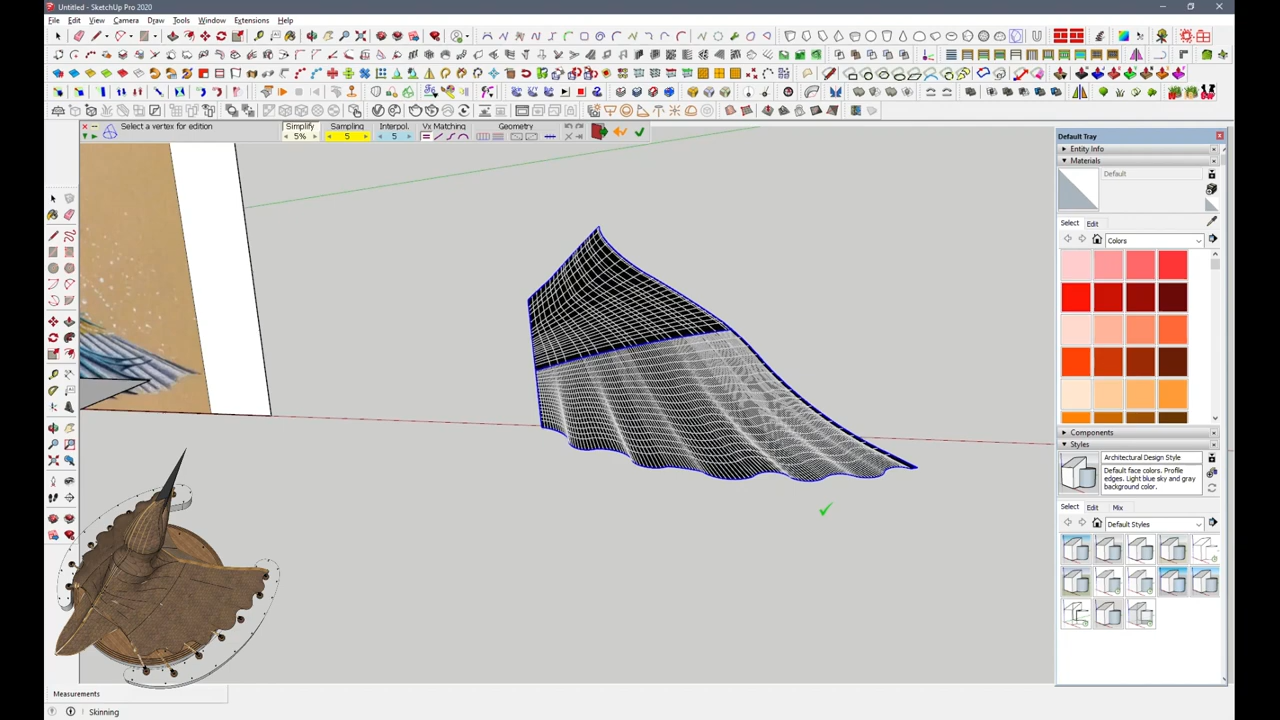 Untitled - SketchUp Pro 2020
File Edit View Camera Draw Tools Window Extensions Help
Select a vertex for edition
Simplify Sampling Interpol. Vx Matching Geometry
5% 5 5
Default Tray
Entity Info
Materials
Default
Select Edit
Colors
Components
Styles
Architectural Design Style
Default face colors. Profile
edges. Light blue sky and gray
background color.
Select Edit Mix
Default Styles
Measurements
Skinning